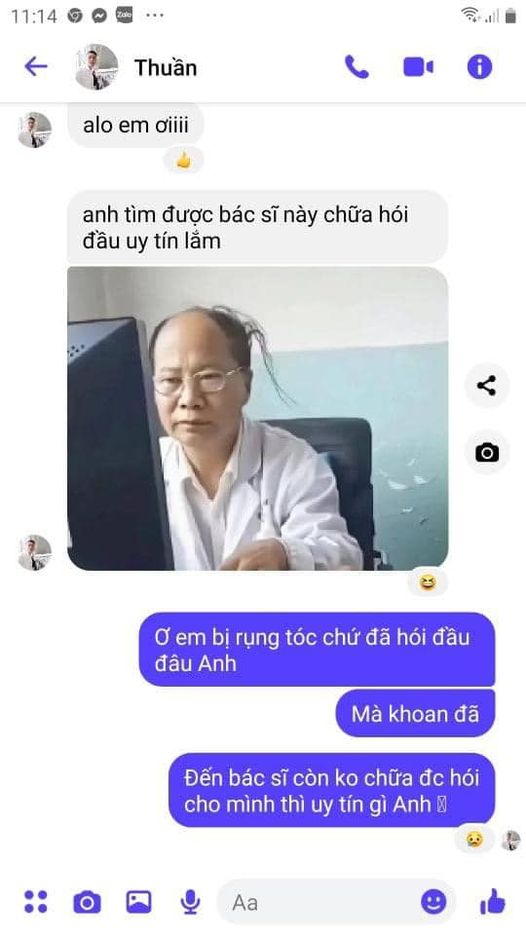 11:14
Zalo
Thuần
alo em ơiiii
anh tìm được bác sĩ này chữa hói
đầu uy tín lắm
Ơ em bị rụng tóc chứ đã hói đầu
đâu Anh
Mà khoan đã
Đến bác sĩ còn ko chữa đc hói
cho mình thì uy tín gì Anh
Aa